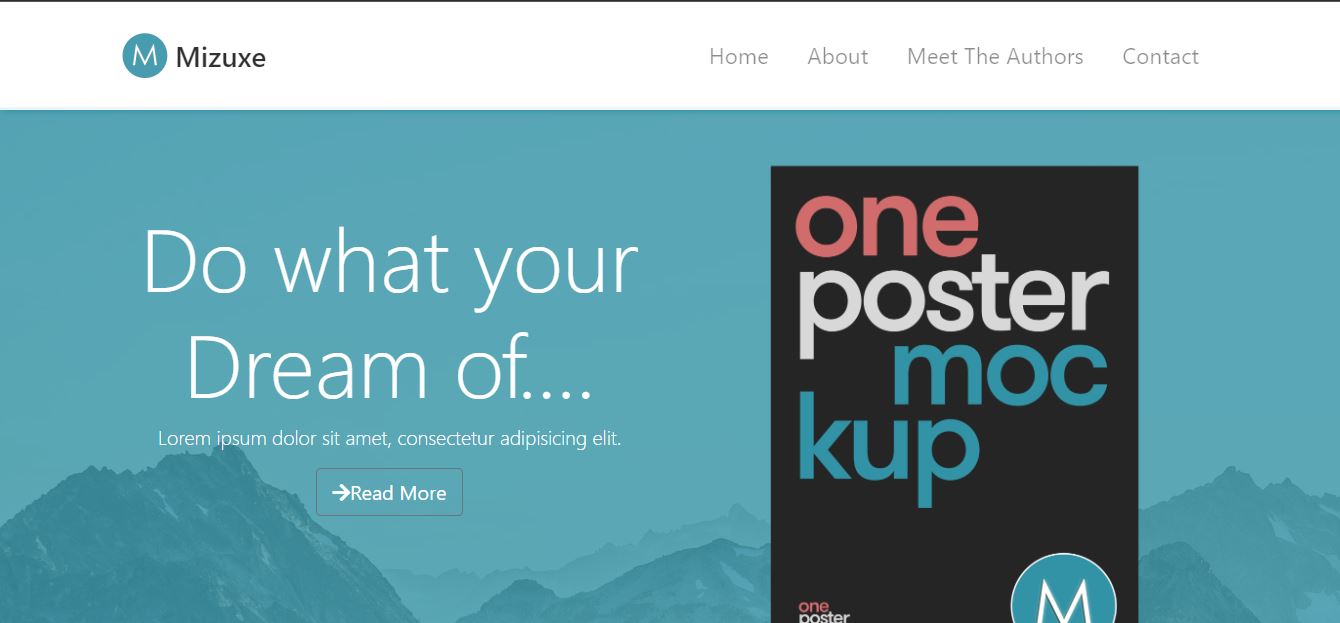 M Mizuxe
Home About Meet The Authors Contact
Do what your
Dream of....
Lorem ipsum dolor sit amet, consectetur adipisicing elit.
Read More
one
poster
moc
kup
one
poster
M